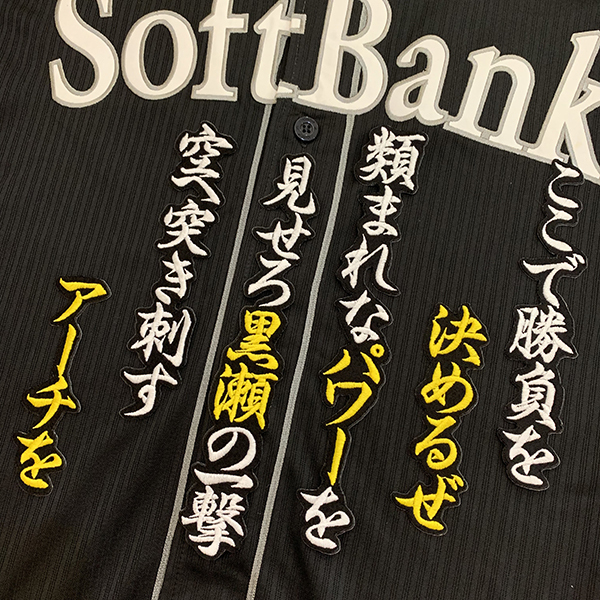 SoftBank
ここで勝負を
決めるぜ
類まれなパワーを
見せろ黒瀬の一撃
空へ突き刺す
アーチを